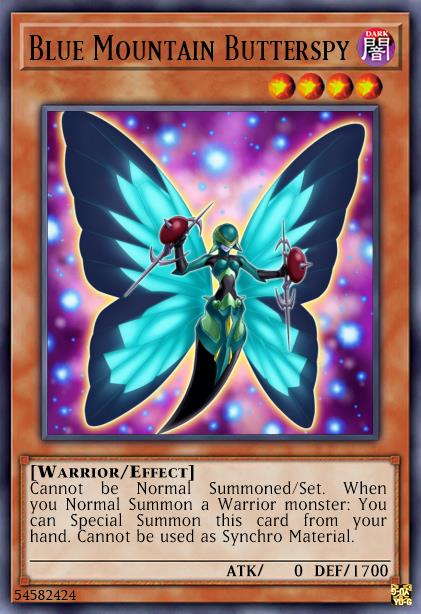 Blue Mountain Butterspy
DARK
闇
[Warrior/Effect]
Cannot be Normal Summoned/Set. When
you Normal Summon a Warrior monster: You
can Special Summon this card from your
hand. Cannot be used as Synchro Material.
ATK/ 0 DEF/1700
54582424